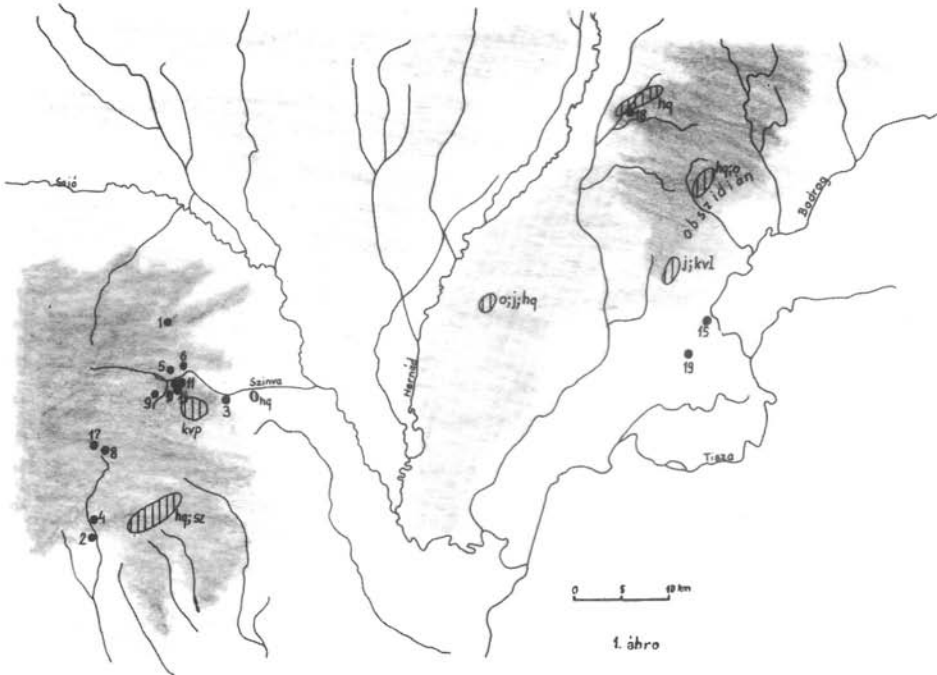 hq
18
hq;o
obszidián
Bodrog
Sajó
j;kvl
o;j;hq
1
15
Hernád
19
6
5
11
Szinva
hq
9
3
kvp
17
8
Tisza
hq;sz
4
2
0 5 10 km
1. ábra